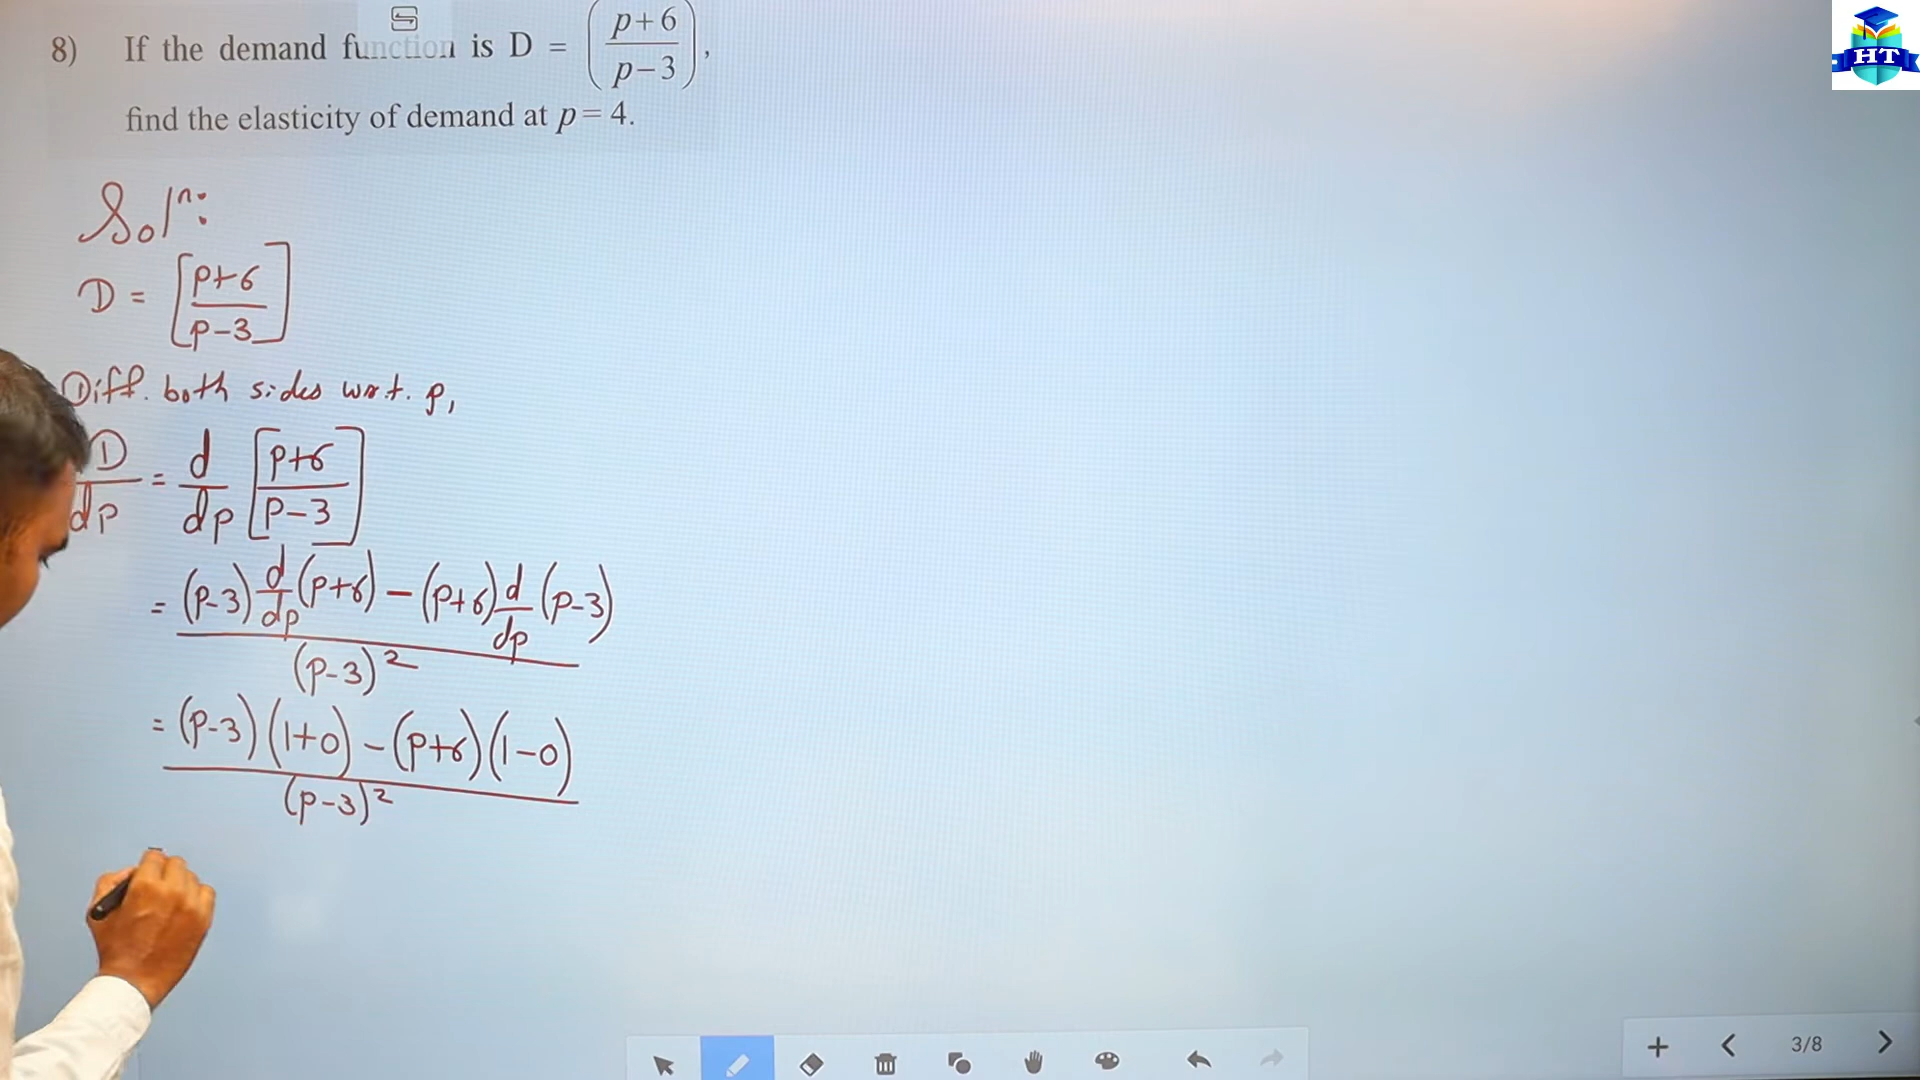 8) If the demand function is D = (p+6/p−3),
find the elasticity of demand at p = 4.
Solⁿ:
D = [p+6/p-3]
Diff. both sides w.r.t. p,
D/dp = d/dp [p+6/p-3]
= (p-3) d/dp (p+6) - (p+6) d/dp (p-3) / (p-3)²
= (p-3)(1+0) - (p+6)(1-0) / (p-3)²
HT
3/8